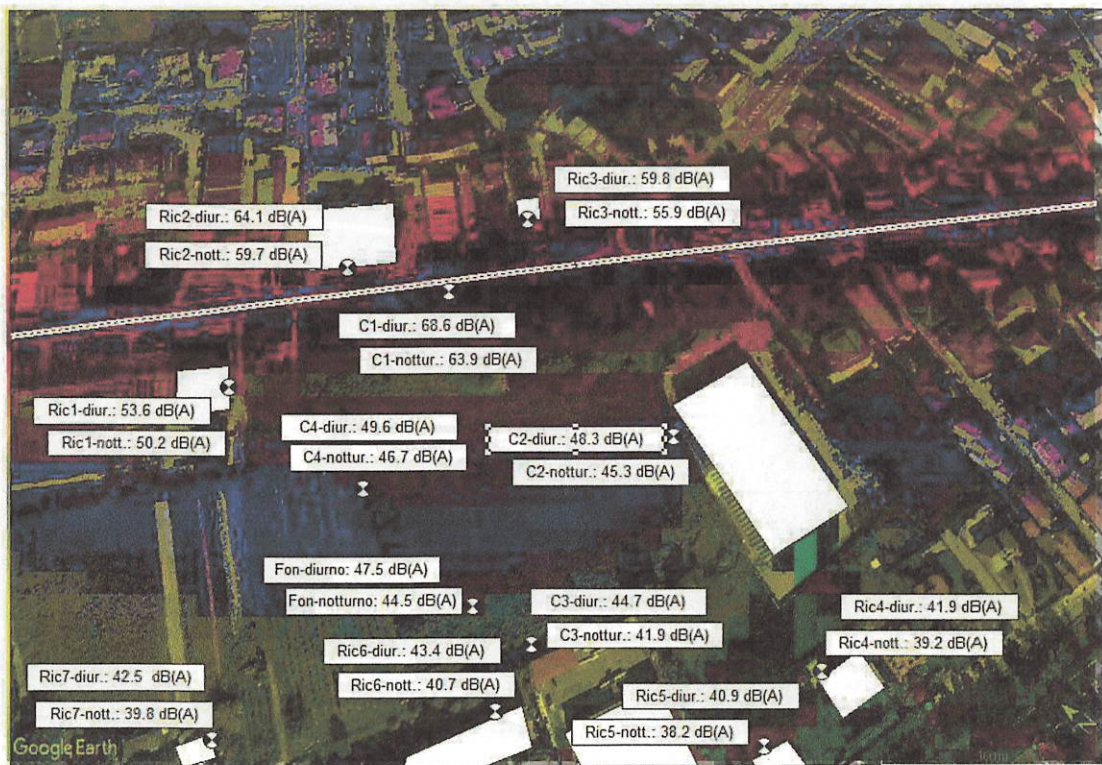 Ric3-diur.: 59.8 dB(A)
Ric3-nott.: 55.9 dB(A)
Ric2-diur.: 64.1 dB(A)
Ric2-nott.: 59.7 dB(A)
C1-diur.: 68.6 dB(A)
C1-nottur.: 63.9 dB(A)
Ric1-diur.: 53.6 dB(A)
Ric1-nott.: 50.2 dB(A)
C4-diur.: 49.6 dB(A)
C4-nottur.: 46.7 dB(A)
C2-diur.: 48.3 dB(A)
C2-nottur.: 45.3 dB(A)
Fon-diurno: 47.5 dB(A)
Fon-notturno: 44.5 dB(A)
C3-diur.: 44.7 dB(A)
C3-nottur.: 41.9 dB(A)
Ric4-diur.: 41.9 dB(A)
Ric4-nott.: 39.2 dB(A)
Ric6-diur.: 43.4 dB(A)
Ric6-nott.: 40.7 dB(A)
Ric7-diur.: 42.5 dB(A)
Ric7-nott.: 39.8 dB(A)
Ric5-diur.: 40.9 dB(A)
Ric5-nott.: 38.2 dB(A)
Google Earth